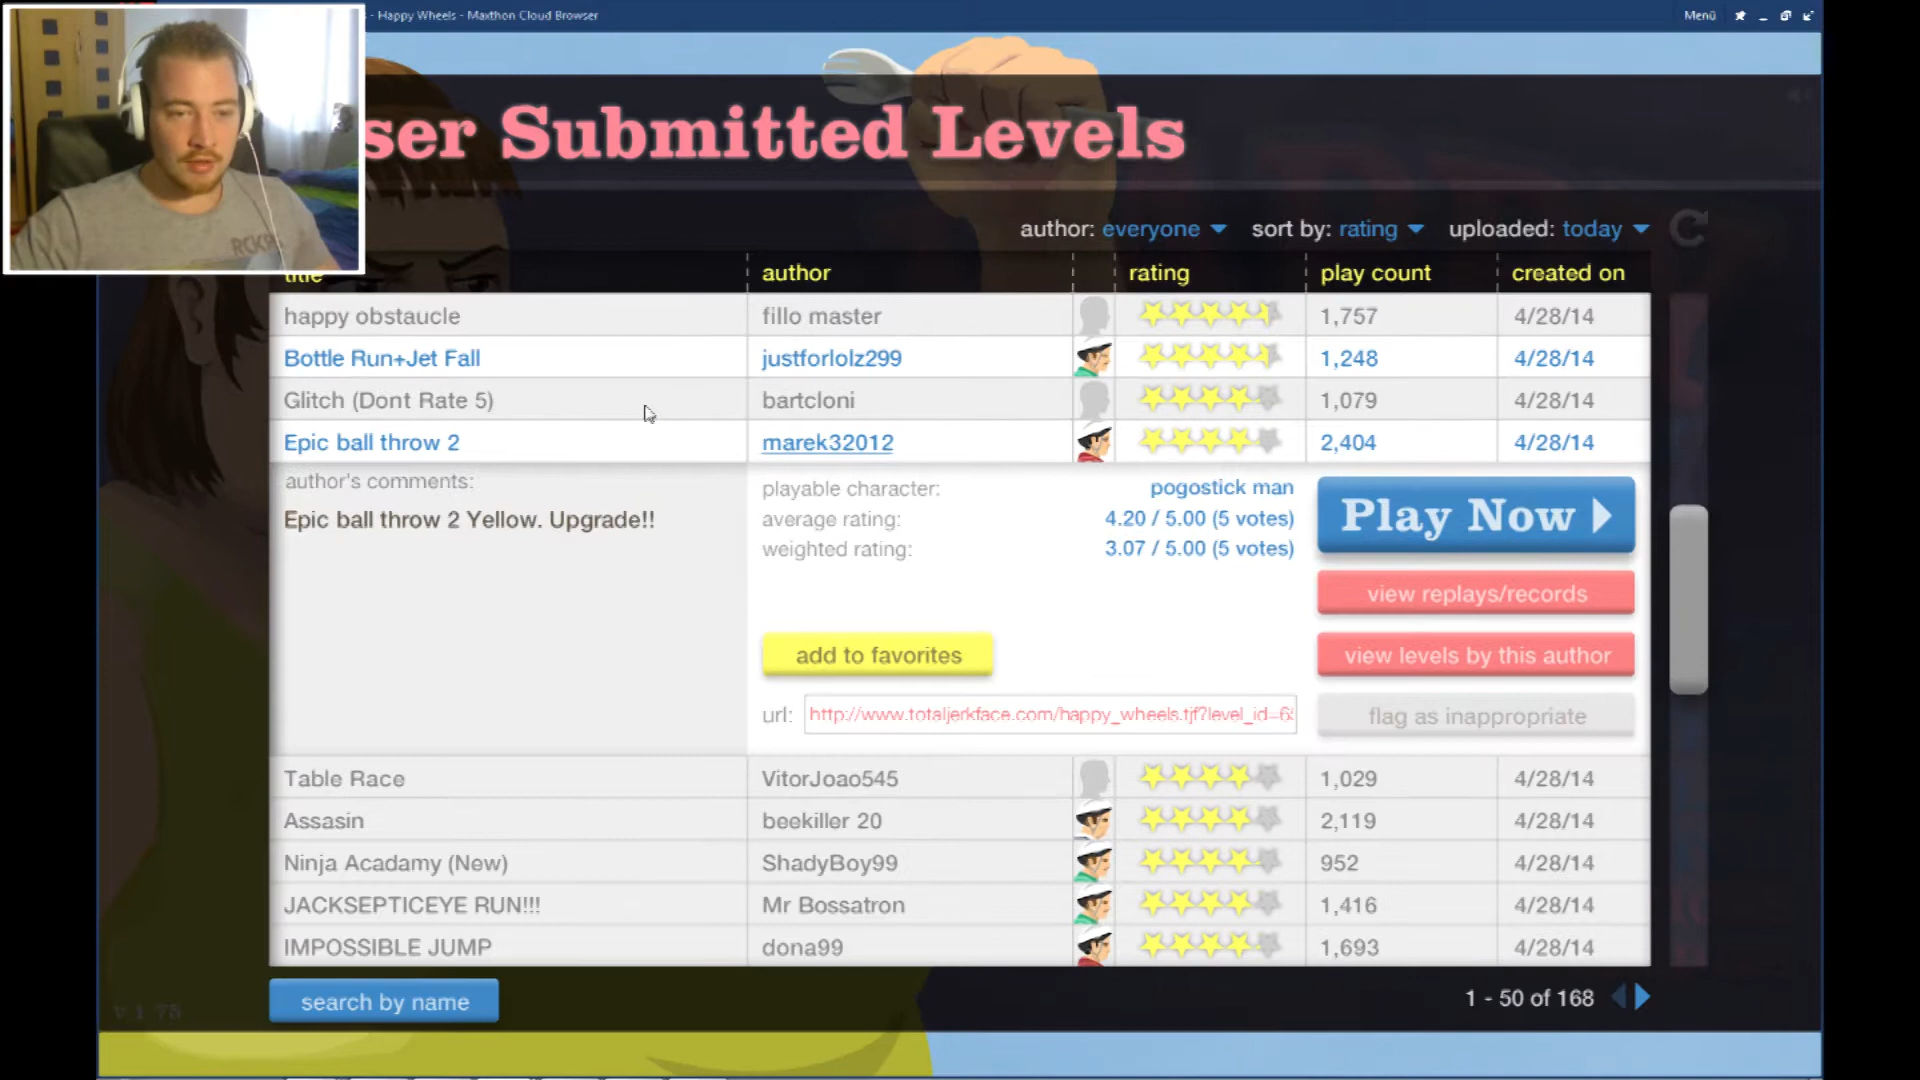 - Happy Wheels - Maxthon Cloud Browser
Menü
ser Submitted Levels
author: everyone sort by: rating uploaded: today
title author rating play count created on
happy obstaucle fillo master 1,757 4/28/14
Bottle Run+Jet Fall justforlolz299 1,248 4/28/14
Glitch (Dont Rate 5) bartcloni 1,079 4/28/14
Epic ball throw 2 marek32012 2,404 4/28/14
author's comments:
Epic ball throw 2 Yellow. Upgrade!!
playable character: pogostick man
average rating: 4.20 / 5.00 (5 votes)
weighted rating: 3.07 / 5.00 (5 votes)
Play Now
view replays/records
add to favorites
view levels by this author
url: http://www.totaljerkface.com/happy_wheels.tjf?level_id=6
flag as inappropriate
Table Race VitorJoao545 1,029 4/28/14
Assasin beekiller 20 2,119 4/28/14
Ninja Acadamy (New) ShadyBoy99 952 4/28/14
JACKSEPTICEYE RUN!!! Mr Bossatron 1,416 4/28/14
IMPOSSIBLE JUMP dona99 1,693 4/28/14
search by name
1 - 50 of 168
v 1 75